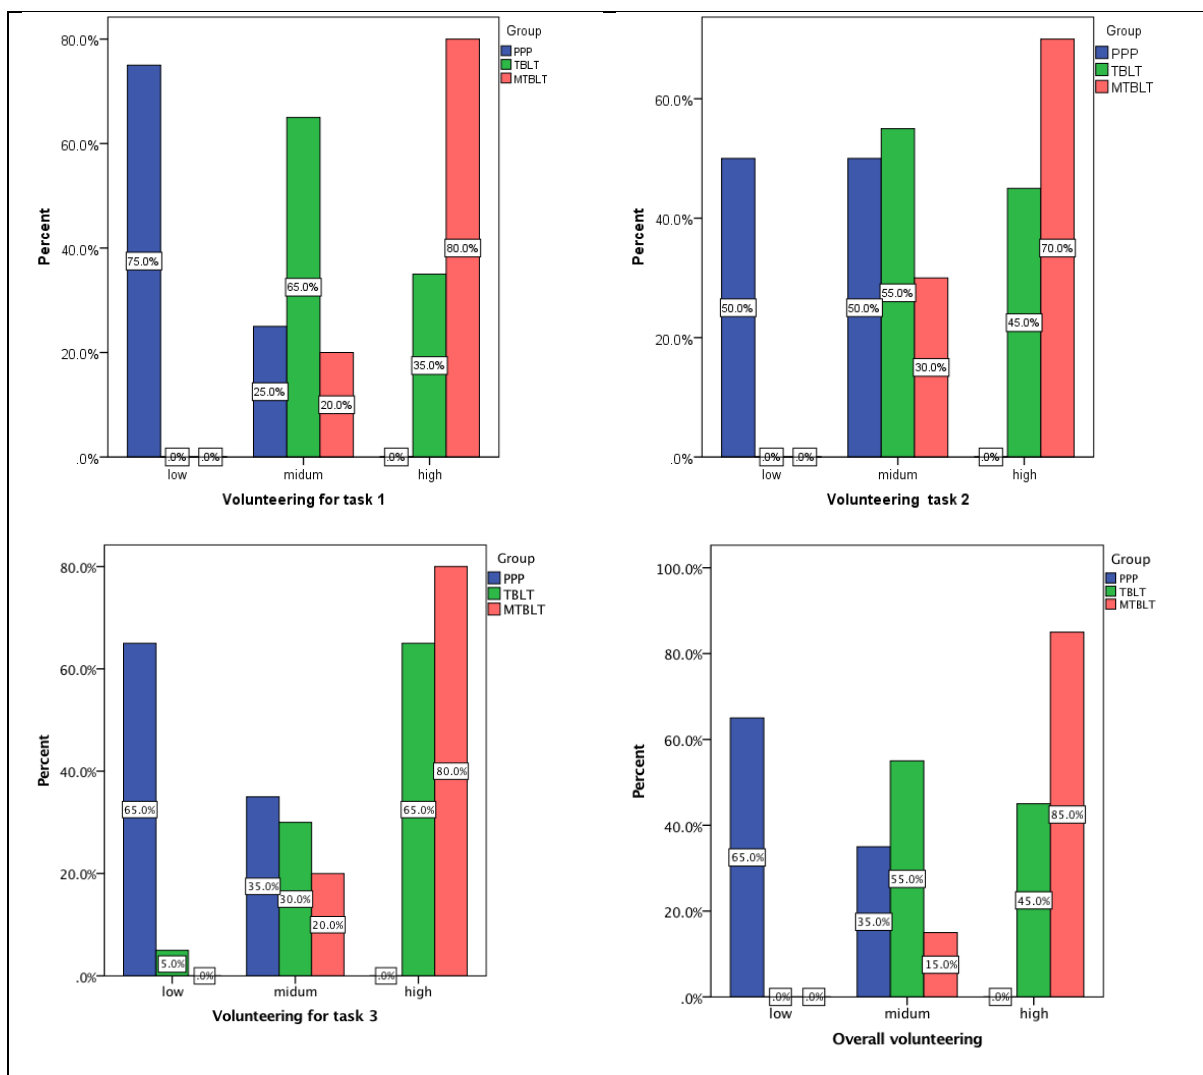 Group
PPP
TBLT
MTBLT
80.0%
60.0%
40.0%
20.0%
.0%
Percent
75.0%
.0%
.0%
25.0%
65.0%
20.0%
.0%
35.0%
80.0%
low midum high
Volunteering for task 1
Group
PPP
TBLT
MTBLT
60.0%
40.0%
20.0%
.0%
Percent
50.0%
.0%
.0%
50.0%
55.0%
30.0%
.0%
45.0%
70.0%
low midum high
Volunteering task 2
Group
PPP
TBLT
MTBLT
80.0%
60.0%
40.0%
20.0%
.0%
Percent
65.0%
5.0%
.0%
35.0%
30.0%
20.0%
.0%
65.0%
80.0%
low midum high
Volunteering for task 3
Group
PPP
TBLT
MTBLT
100.0%
80.0%
60.0%
40.0%
20.0%
.0%
Percent
65.0%
.0%
.0%
35.0%
55.0%
15.0%
.0%
45.0%
85.0%
low midum high
Overall volunteering